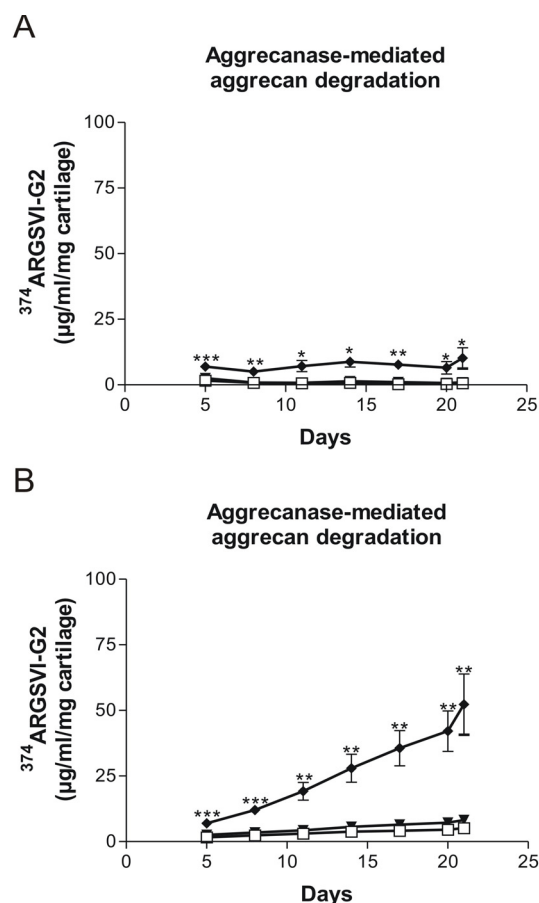 A
Aggrecanase-mediated
aggrecan degradation
374ARGSVI-G2
(µg/ml/mg cartilage)
100
75
50
25
0
*** ** * * ** * *
0 5 10 15 20 25
Days
B
Aggrecanase-mediated
aggrecan degradation
374ARGSVI-G2
(µg/ml/mg cartilage)
100
75
50
25
0
*** *** ** ** ** ** **
0 5 10 15 20 25
Days